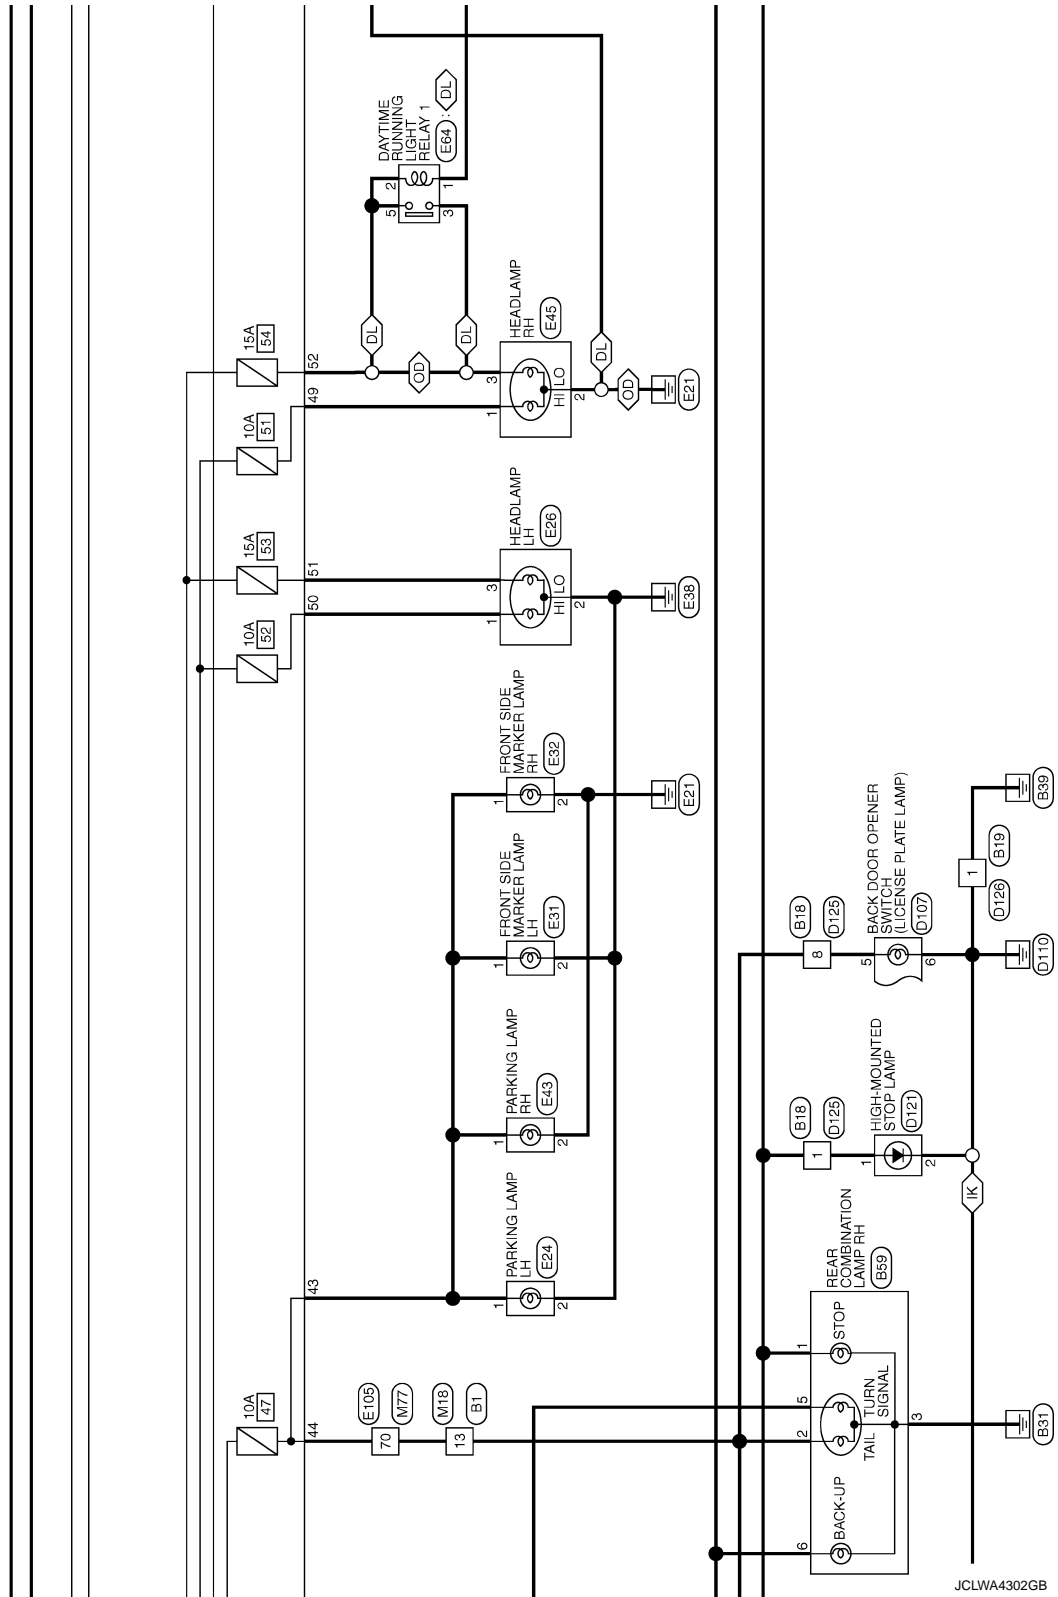 DAYTIME
RUNNING
LIGHT
RELAY 1
E64 : DL
2
1
5
3
DL
DL
15A
54
52
OD
3
HEADLAMP
RH
E45
HI LO
1
2
DL
OD
E21
10A
51
49
15A
53
51
10A
52
50
HEADLAMP
LH
E26
3
HI LO
1
2
E38
FRONT SIDE
MARKER LAMP
RH
E32
1
2
E21
FRONT SIDE
MARKER LAMP
LH
E31
1
2
PARKING LAMP
RH
E43
1
2
PARKING LAMP
LH
E24
1
2
43
10A
47
44
E105
M77
70
M18
B1
13
BACK DOOR OPENER
SWITCH
(LICENSE PLATE LAMP)
D107
B18
D125
8
5
6
D126
B19
1
B39
D110
HIGH-MOUNTED
STOP LAMP
D121
B18
D125
1
1
2
IK
REAR
COMBINATION
LAMP RH
B59
1
STOP
5
TURN
SIGNAL
2
TAIL
3
6
BACK-UP
B31
JCLWA4302GB